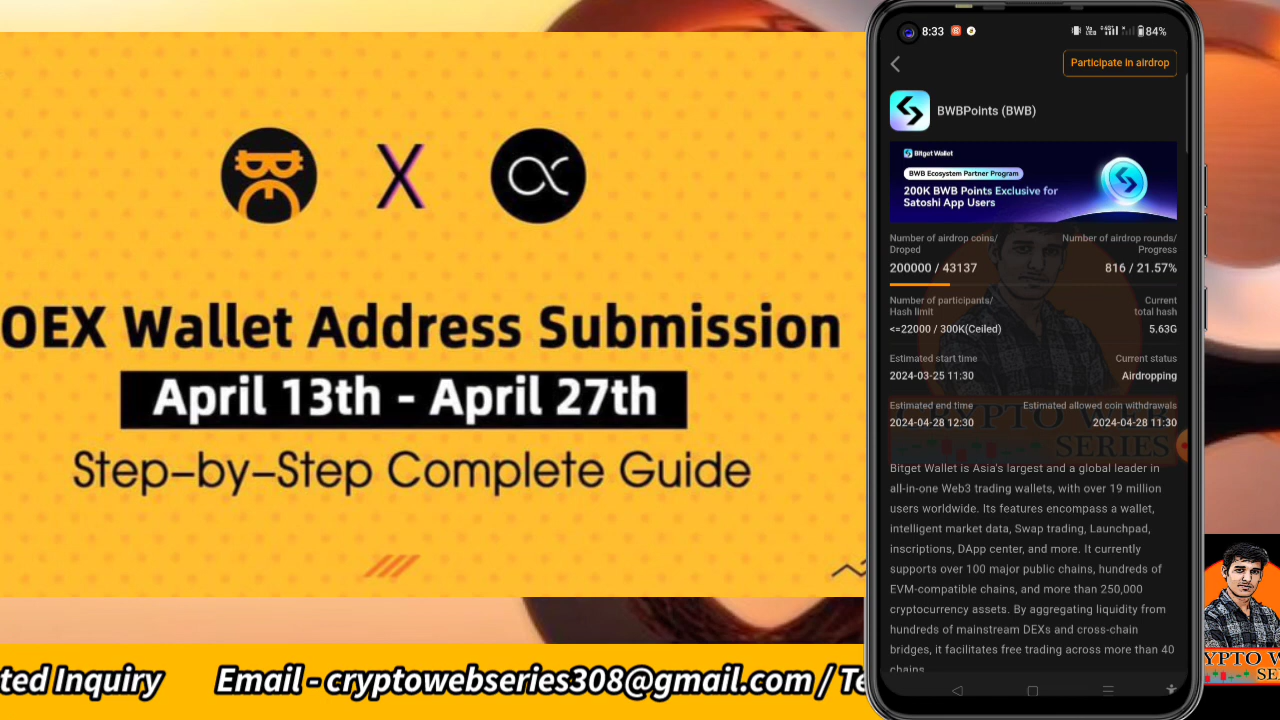 X
OEX Wallet Address Submission
April 13th - April 27th
Step-by-Step Complete Guide
ted Inquiry Email - cryptowebseries308@gmail.com / Te
8:33
84%
Participate in airdrop
BWBPoints (BWB)
Bitget Wallet
BWB Ecosystem Partner Program
200K BWB Points Exclusive for
Satoshi App Users
Number of airdrop coins/
Droped
Number of airdrop rounds/
Progress
200000 / 43137
816 / 21.57%
Number of participants/
Hash limit
Current
total hash
<=22000 / 300K(Ceiled)
5.63G
Estimated start time
Current status
2024-03-25 11:30
Airdropping
Estimated end time
Estimated allowed coin withdrawals
2024-04-28 12:30
2024-04-28 11:30
CRYPTO WEB
SERIES
Bitget Wallet is Asia's largest and a global leader in
all-in-one Web3 trading wallets, with over 19 million
users worldwide. Its features encompass a wallet,
intelligent market data, Swap trading, Launchpad,
inscriptions, DApp center, and more. It currently
supports over 100 major public chains, hundreds of
EVM-compatible chains, and more than 250,000
cryptocurrency assets. By aggregating liquidity from
hundreds of mainstream DEXs and cross-chain
bridges, it facilitates free trading across more than 40
chains
YPTO W
SE